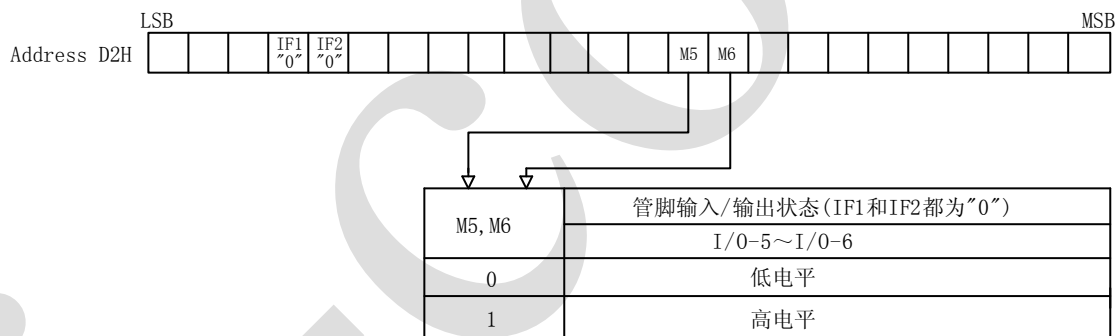 LSB MSB
Address D2H IF1 "0" IF2 "0" M5 M6
M5,M6 管脚输入/输出状态(IF1和IF2都为"0")
I/O-5～I/O-6
0 低电平
1 高电平